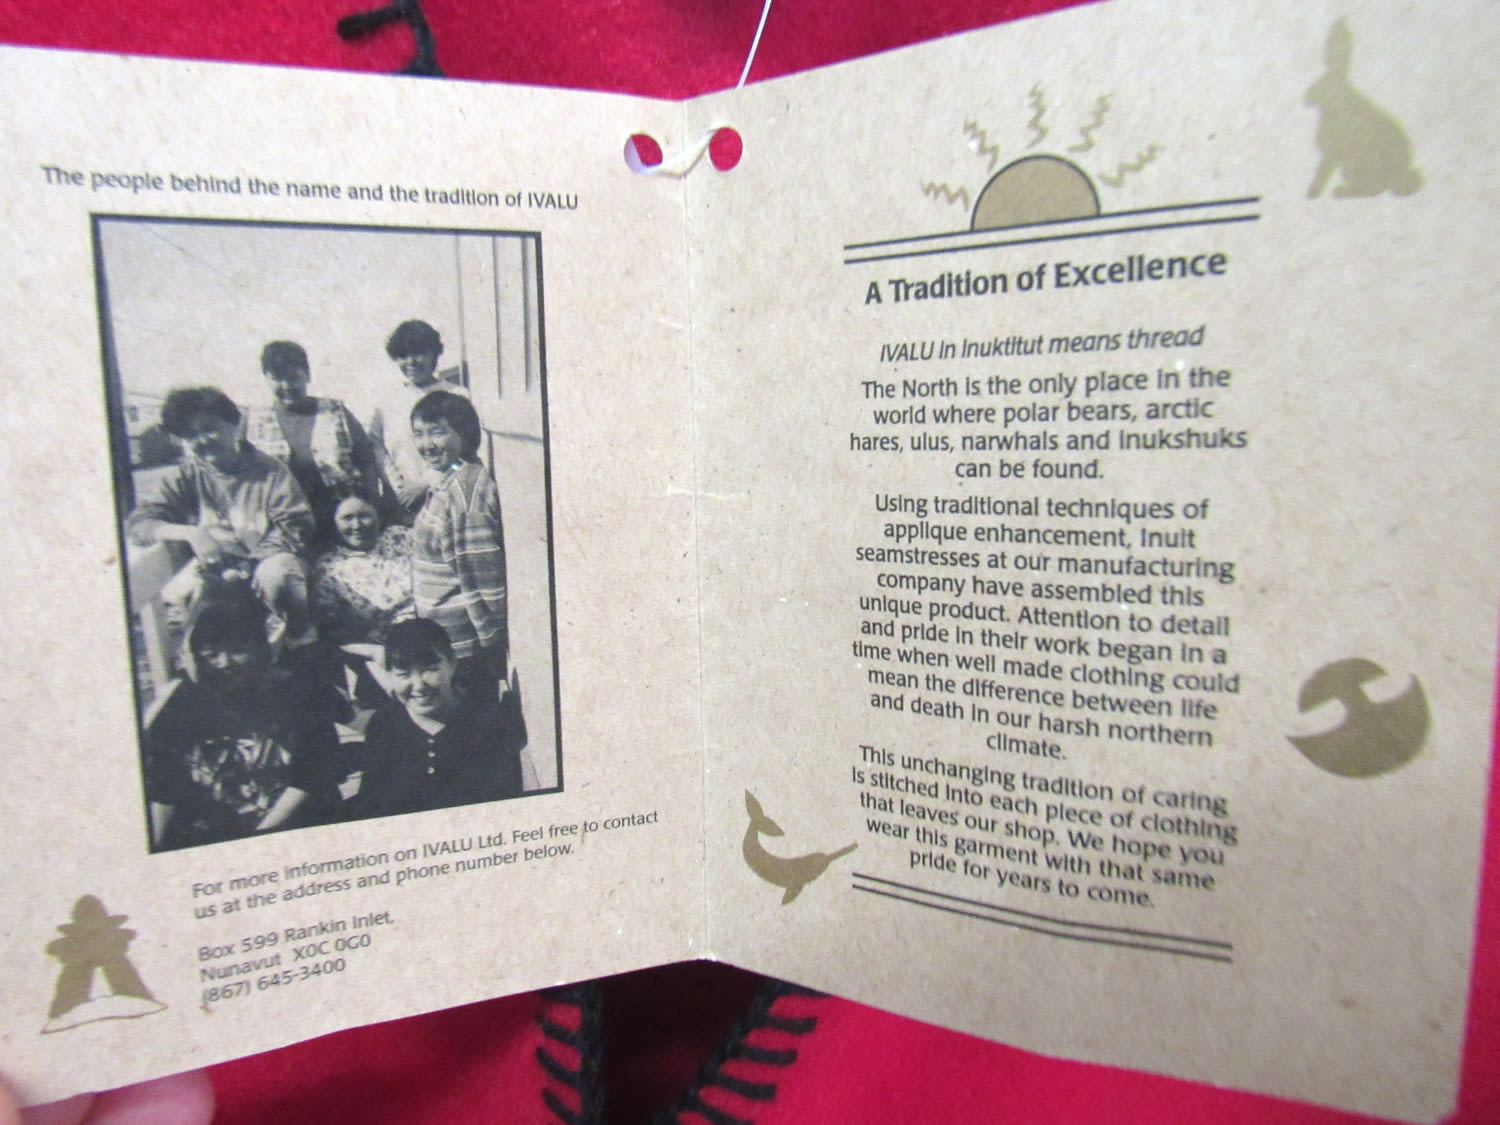 The people behind the name and the tradition of IVALU
For more information on IVALU Ltd. Feel free to contact
us at the address and phone number below.
Box 599 Rankin Inlet,
Nunavut X0C 0G0
(867) 645-3400
A Tradition of Excellence
IVALU in Inuktitut means thread
The North is the only place in the
world where polar bears, arctic
hares, ulus, narwhals and inukshuks
can be found.
Using traditional techniques of
applique enhancement, Inuit
seamstresses at our manufacturing
company have assembled this
unique product. Attention to detail
and pride in their work began in a
time when well made clothing could
mean the difference between life
and death in our harsh northern
climate.
This unchanging tradition of caring
is stitched into each piece of clothing
that leaves our shop. We hope you
wear this garment with that same
pride for years to come.